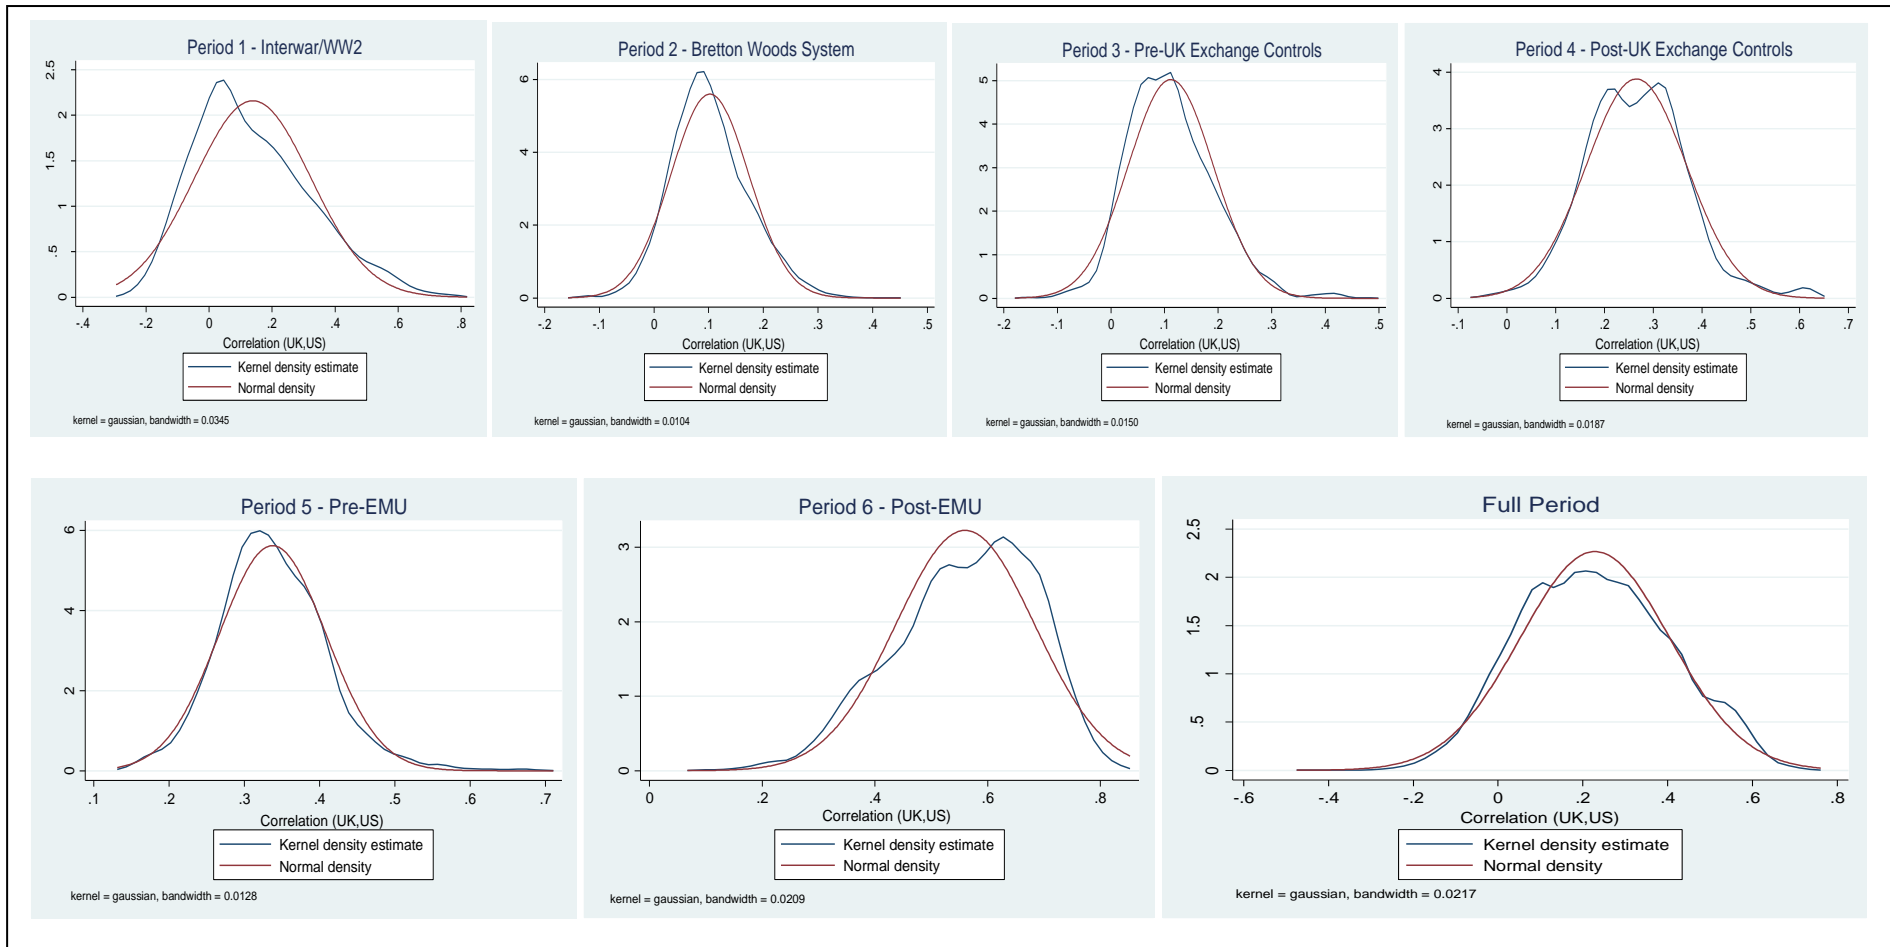 Period 1 - Interwar/WW2
2.5
2
1.5
1
.5
0
-.4
-.2
0
.2
.4
.6
.8
Correlation (UK,US)
Kernel density estimate
Normal density
kernel = gaussian, bandwidth = 0.0345
Period 2 - Bretton Woods System
6
4
2
0
-.2
-.1
0
.1
.2
.3
.4
.5
Correlation (UK,US)
Kernel density estimate
Normal density
kernel = gaussian, bandwidth = 0.0104
Period 3 - Pre-UK Exchange Controls
5
4
3
2
1
0
-.2
-.1
0
.1
.2
.3
.4
.5
Correlation (UK,US)
Kernel density estimate
Normal density
kernel = gaussian, bandwidth = 0.0150
Period 4 - Post-UK Exchange Controls
4
3
2
1
0
-.1
0
.1
.2
.3
.4
.5
.6
.7
Correlation (UK,US)
Kernel density estimate
Normal density
kernel = gaussian, bandwidth = 0.0187
Period 5 - Pre-EMU
6
4
2
0
.1
.2
.3
.4
.5
.6
.7
Correlation (UK,US)
Kernel density estimate
Normal density
kernel = gaussian, bandwidth = 0.0128
Period 6 - Post-EMU
3
2
1
0
0
.2
.4
.6
.8
Correlation (UK,US)
Kernel density estimate
Normal density
kernel = gaussian, bandwidth = 0.0209
Full Period
2.5
2
1.5
1
.5
0
-.6
-.4
-.2
0
.2
.4
.6
.8
Correlation (UK,US)
Kernel density estimate
Normal density
kernel = gaussian, bandwidth = 0.0217